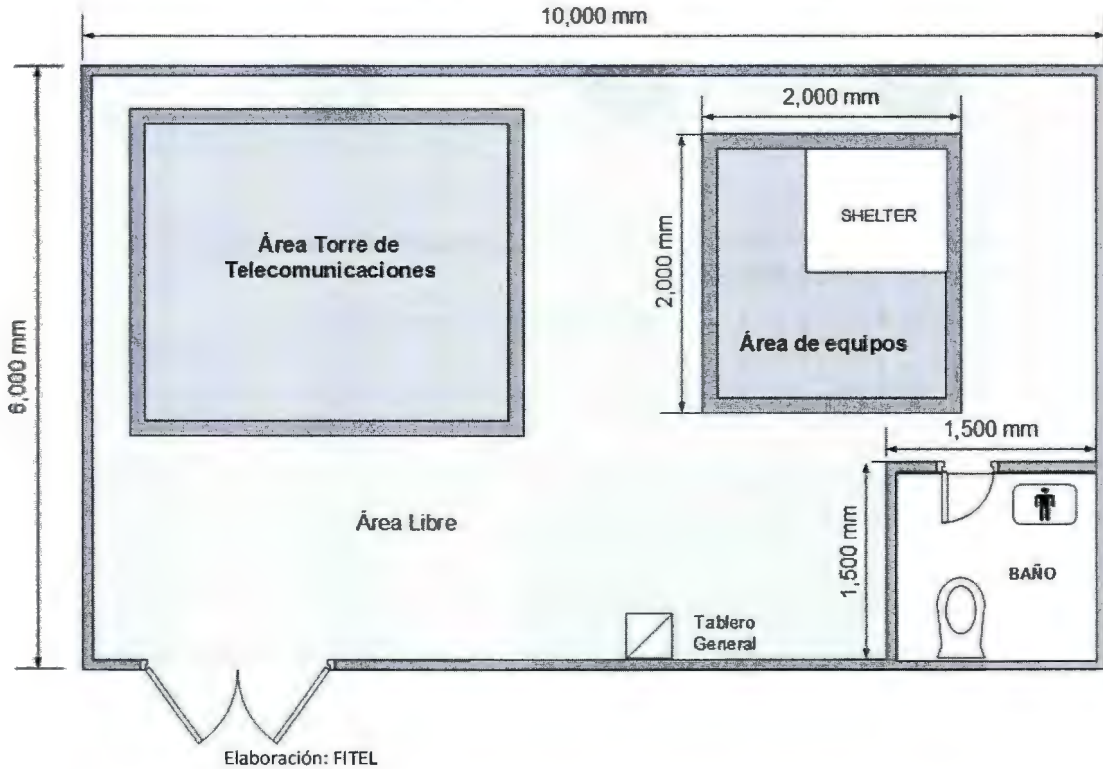 10,000 mm
2,000 mm
SHELTER
Área Torre de
Telecomunicaciones
2,000 mm
Área de equipos
6,000 mm
1,500 mm
Área Libre
1,500 mm
BAÑO
Tablero
General
Elaboración: FITEL